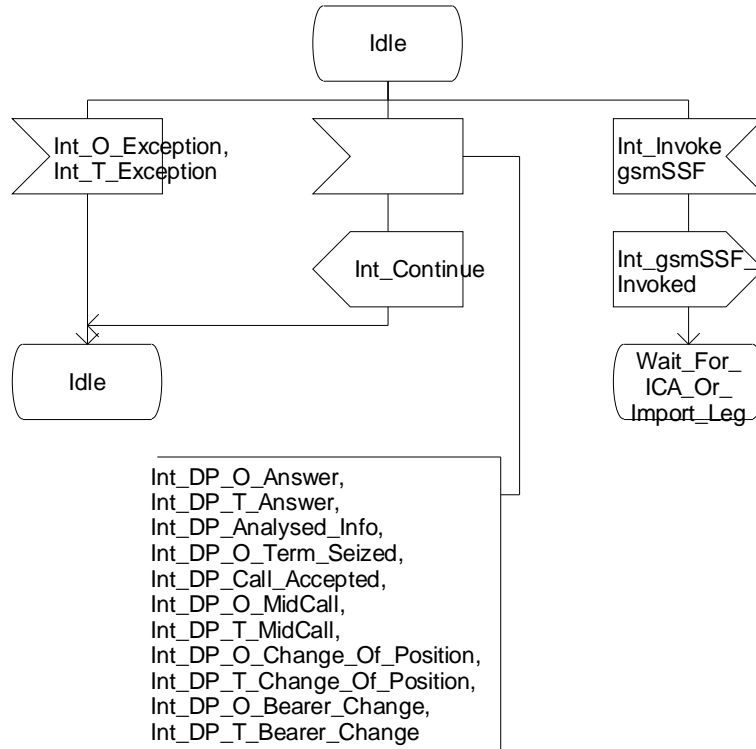 Idle
Int_O_Exception,
Int_T_Exception
Int_Invoke
gsmSSF
Int_Continue
Int_gsmSSF_
Invoked
Idle
Wait_For_
ICA_Or_
Import_Leg
Int_DP_O_Answer,
Int_DP_T_Answer,
Int_DP_Analysed_Info,
Int_DP_O_Term_Seized,
Int_DP_Call_Accepted,
Int_DP_O_MidCall,
Int_DP_T_MidCall,
Int_DP_O_Change_Of_Position,
Int_DP_T_Change_Of_Position,
Int_DP_O_Bearer_Change,
Int_DP_T_Bearer_Change